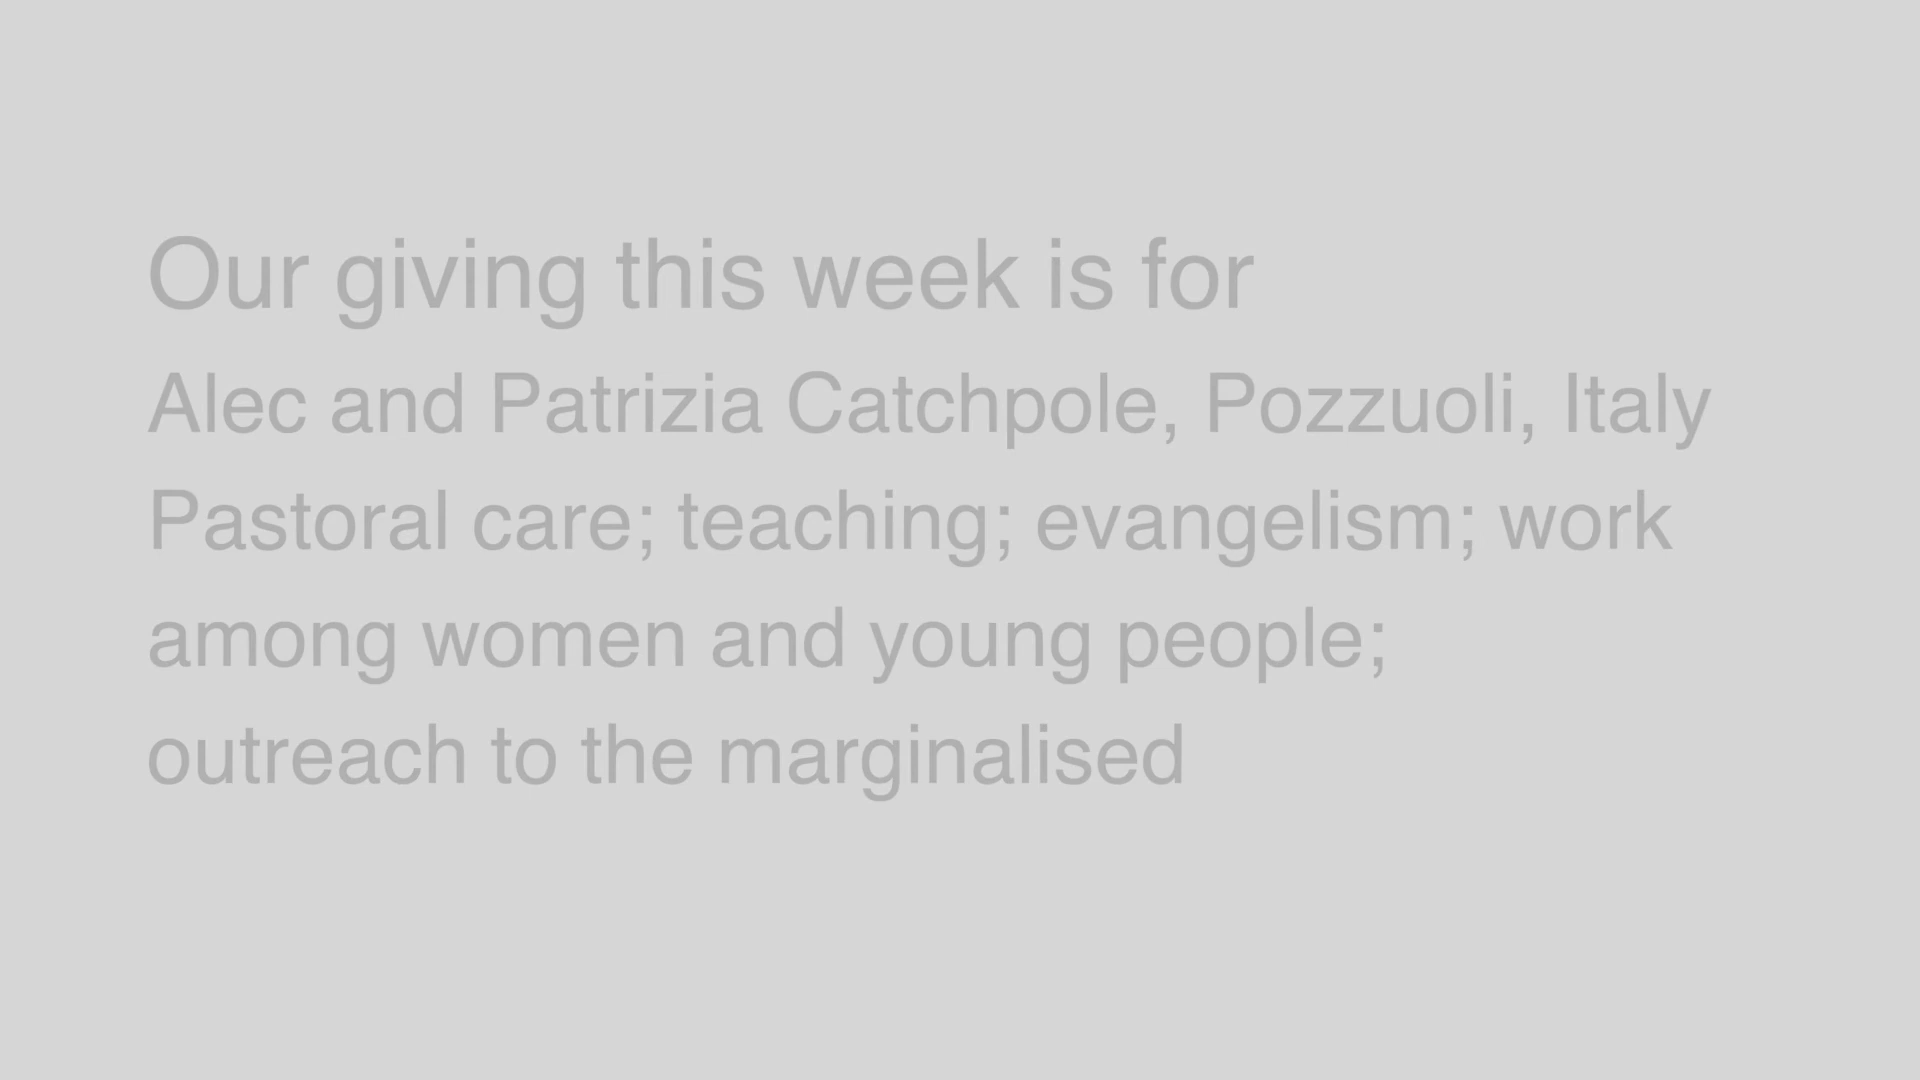 Our giving this week is for
Alec and Patrizia Catchpole, Pozzuoli, Italy
Pastoral care; teaching; evangelism; work
among women and young people;
outreach to the marginalised